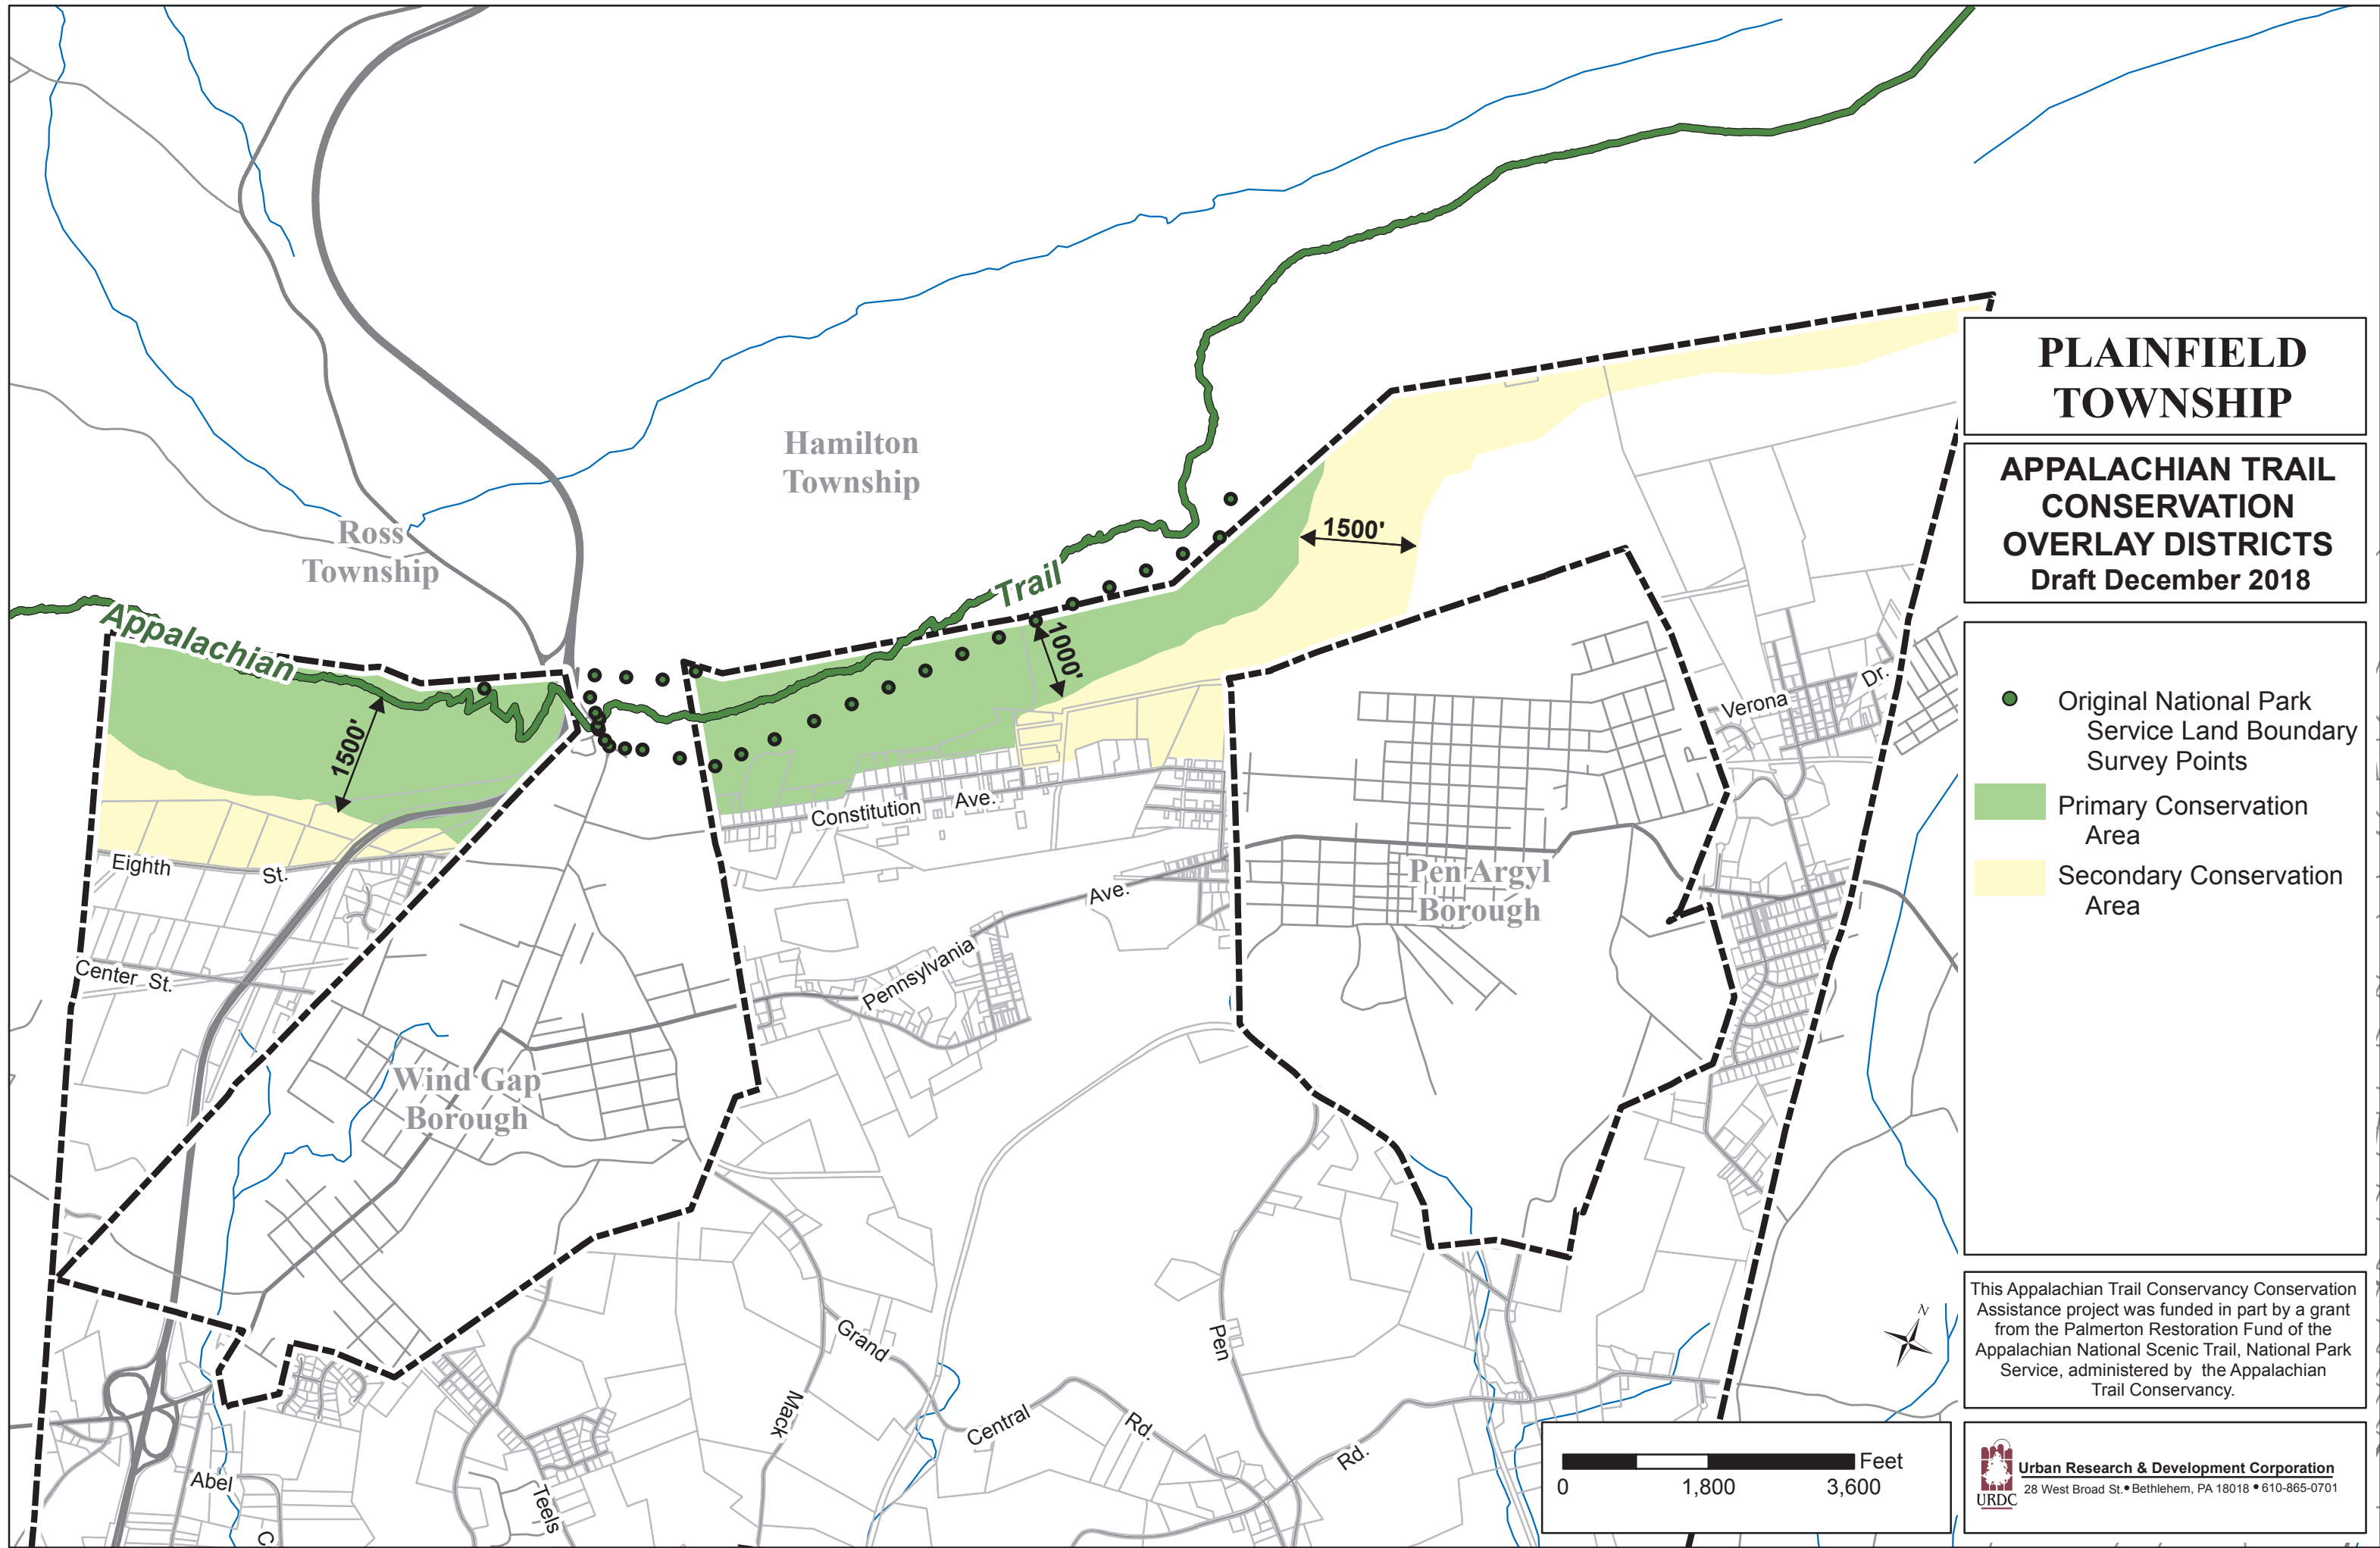 Hamilton
Township
Ross
Township
Appalachian
Trail
1500'
1000'
1500'
Eighth St.
Center St.
Constitution Ave.
Pennsylvania Ave.
Verona Dr.
Pen Argyl
Borough
Wind Gap
Borough
Grand
Central
Rd.
Rd.
Mack
Pen
Abel
C
Teels
PLAINFIELD
TOWNSHIP
APPALACHIAN TRAIL
CONSERVATION
OVERLAY DISTRICTS
Draft December 2018
Original National Park
Service Land Boundary
Survey Points
Primary Conservation
Area
Secondary Conservation
Area
N
This Appalachian Trail Conservancy Conservation
Assistance project was funded in part by a grant
from the Palmerton Restoration Fund of the
Appalachian National Scenic Trail, National Park
Service, administered by the Appalachian
Trail Conservancy.
Feet
0 1,800 3,600
URDC
Urban Research & Development Corporation
28 West Broad St. • Bethlehem, PA 18018 • 610-865-0701